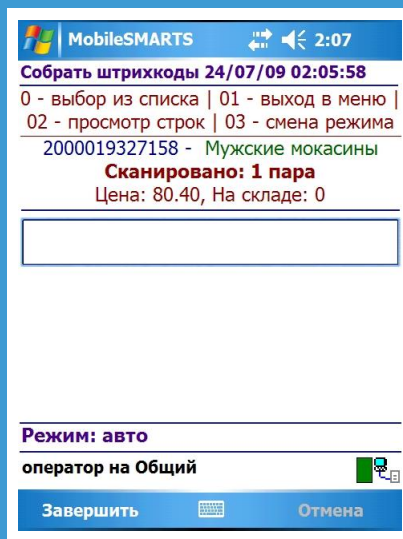 MobileSMARTS 2:07
Собрать штрихкоды 24/07/09 02:05:58
0 - выбор из списка | 01 - выход в меню |
02 - просмотр строк | 03 - смена режима
2000019327158 - Мужские мокасины
Сканировано: 1 пара
Цена: 80.40, На складе: 0
Режим: авто
оператор на Общий
Завершить Отмена